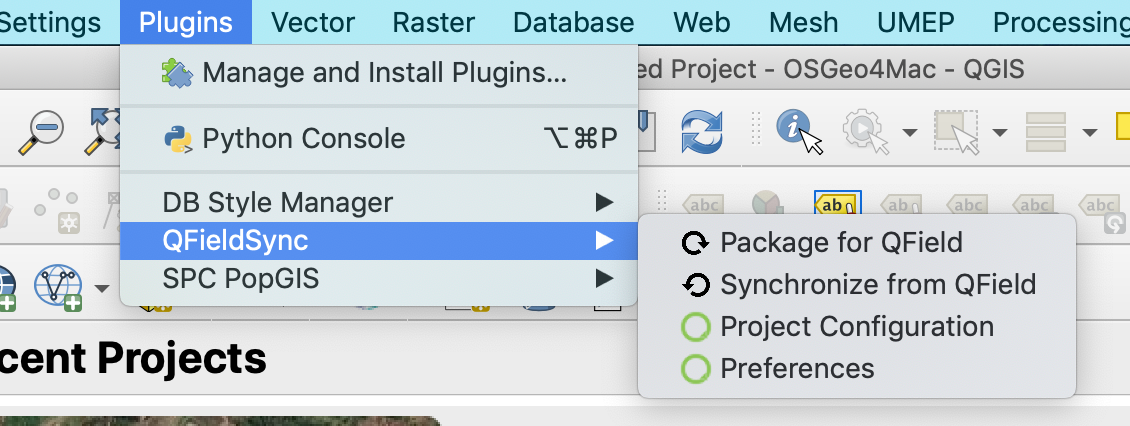 Settings Plugins Vector Raster Database Web Mesh UMEP Processing
Manage and Install Plugins...
ed Project - OSGeo4Mac - QGIS
Python Console ⌥⌘P
DB Style Manager
abc ab abc abc abc abc
QFieldSync
Package for QField
SPC PopGIS
Synchronize from QField
Project Configuration
cent Projects
Preferences